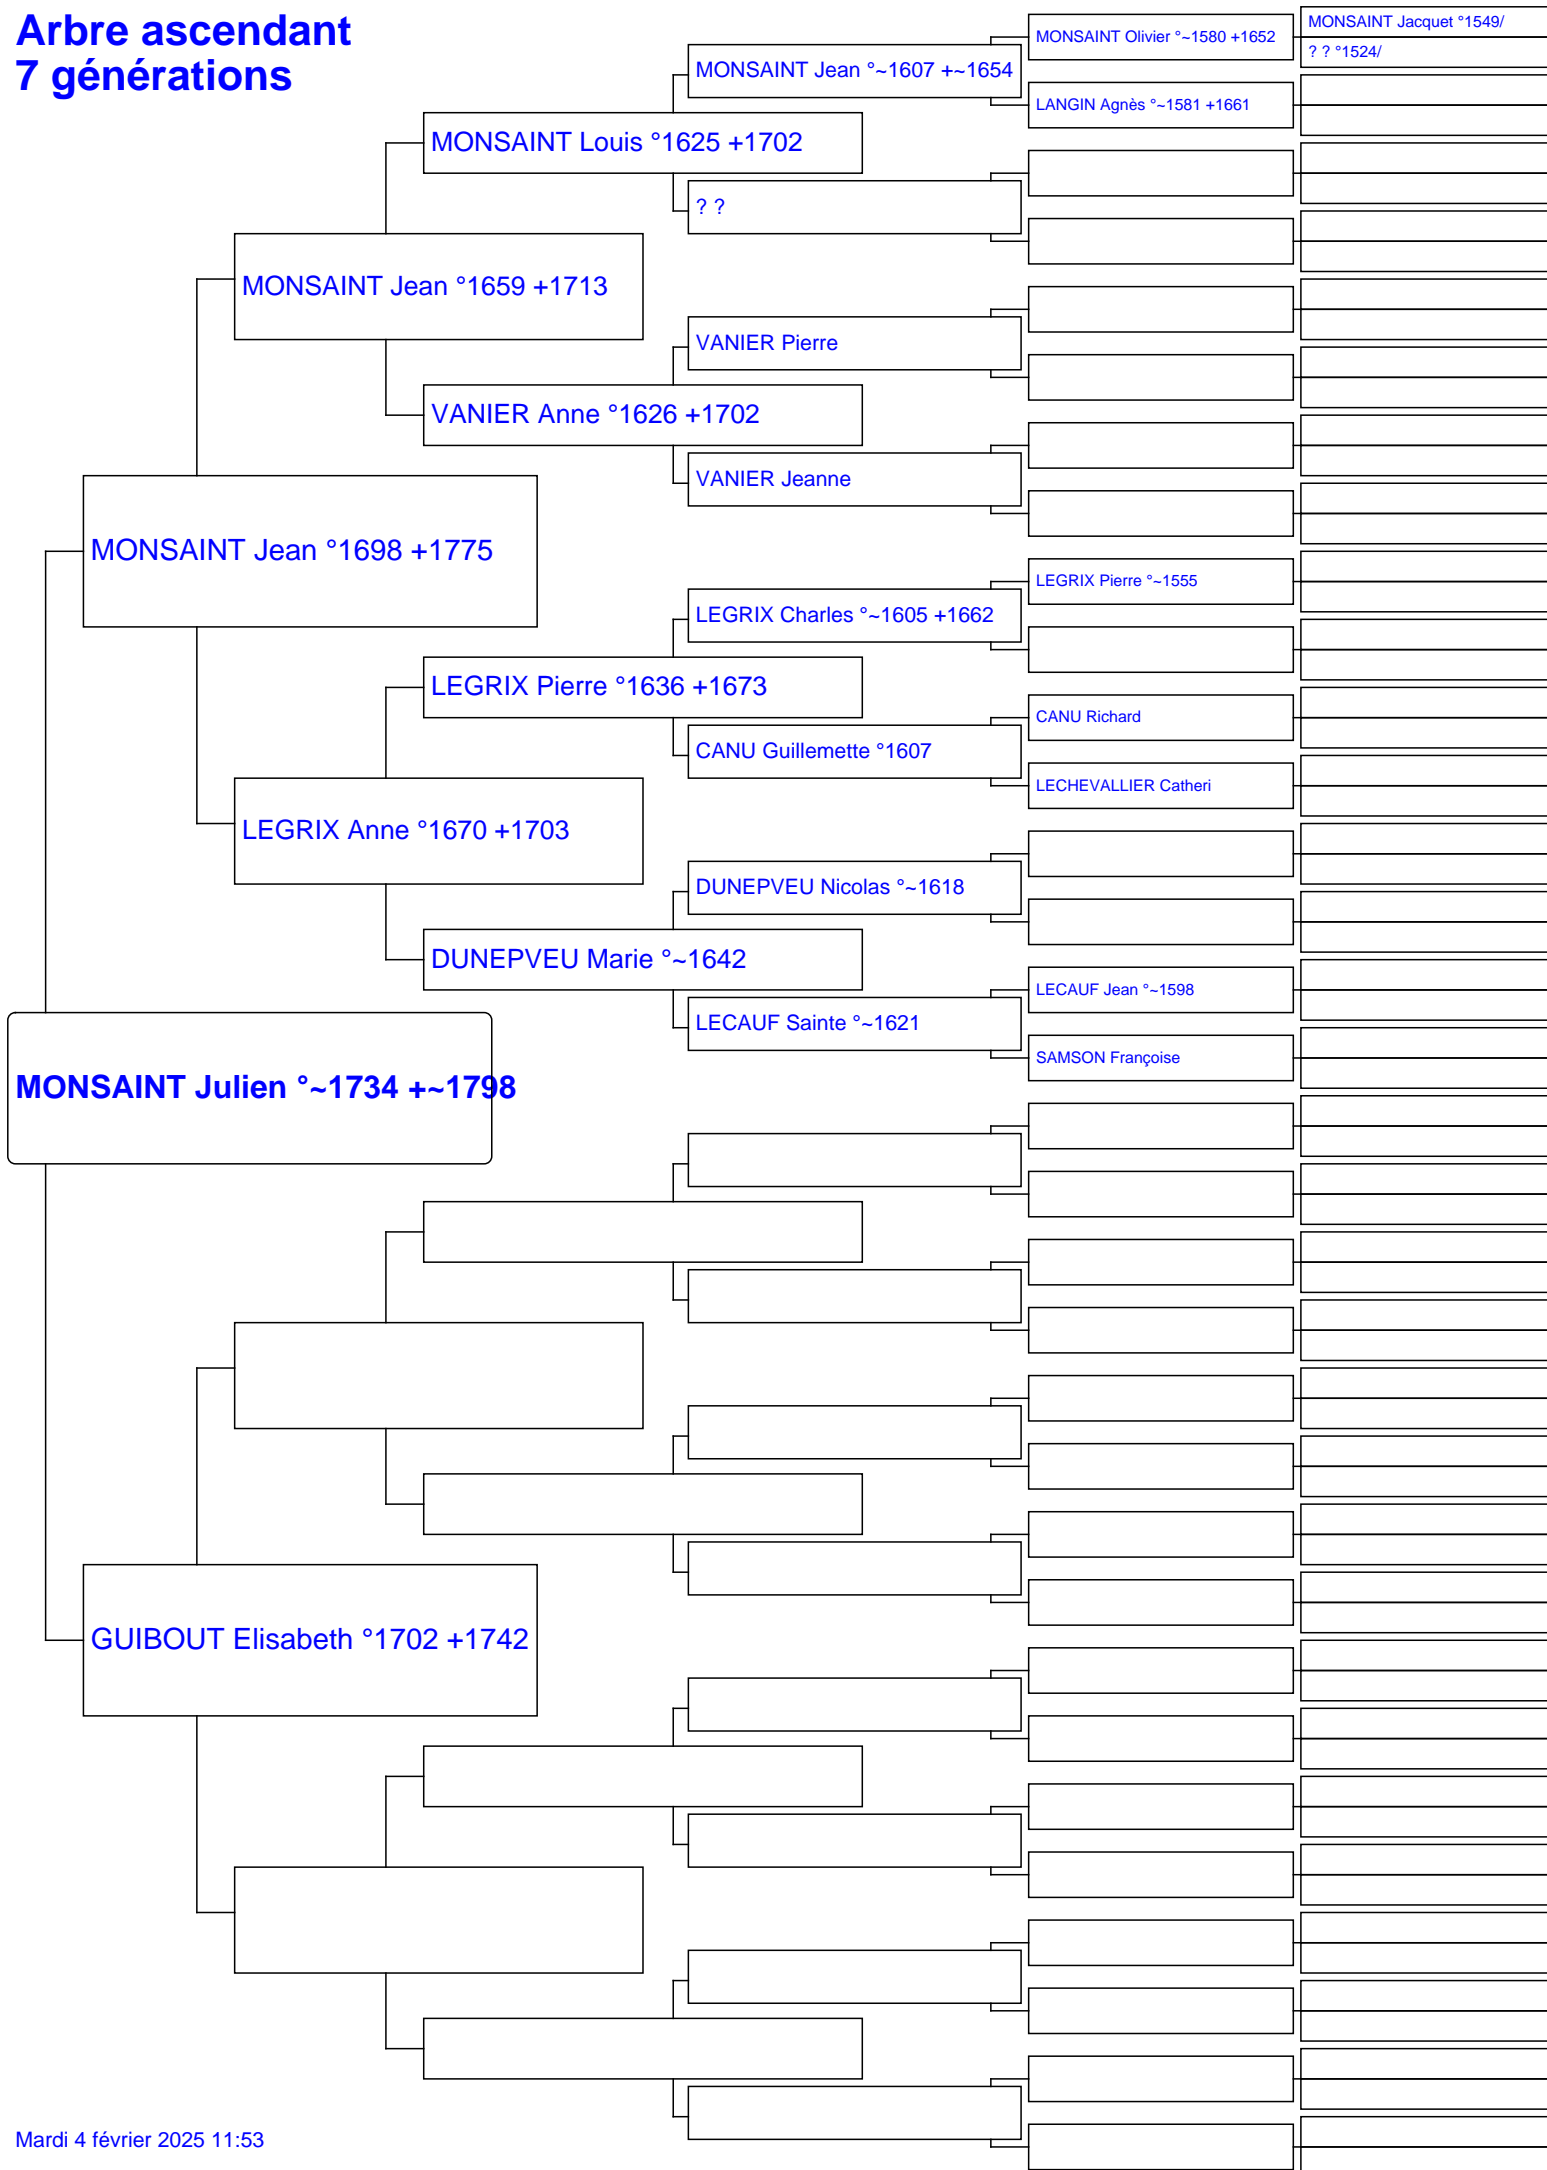 Arbre ascendant
7 générations
MONSAINT Jacquet °1549/
MONSAINT Olivier °~1580 +1652
? ? °1524/
MONSAINT Jean °~1607 +~1654
LANGIN Agnès °~1581 +1661
MONSAINT Louis °1625 +1702
? ?
MONSAINT Jean °1659 +1713
VANIER Pierre
VANIER Anne °1626 +1702
VANIER Jeanne
MONSAINT Jean °1698 +1775
LEGRIX Pierre °~1555
LEGRIX Charles °~1605 +1662
LEGRIX Pierre °1636 +1673
CANU Richard
CANU Guillemette °1607
LECHEVALLIER Catheri
LEGRIX Anne °1670 +1703
DUNEPVEU Nicolas °~1618
DUNEPVEU Marie °~1642
LECAUF Jean °~1598
LECAUF Sainte °~1621
SAMSON Françoise
MONSAINT Julien °~1734 +~1798
GUIBOUT Elisabeth °1702 +1742
Mardi 4 février 2025 11:53